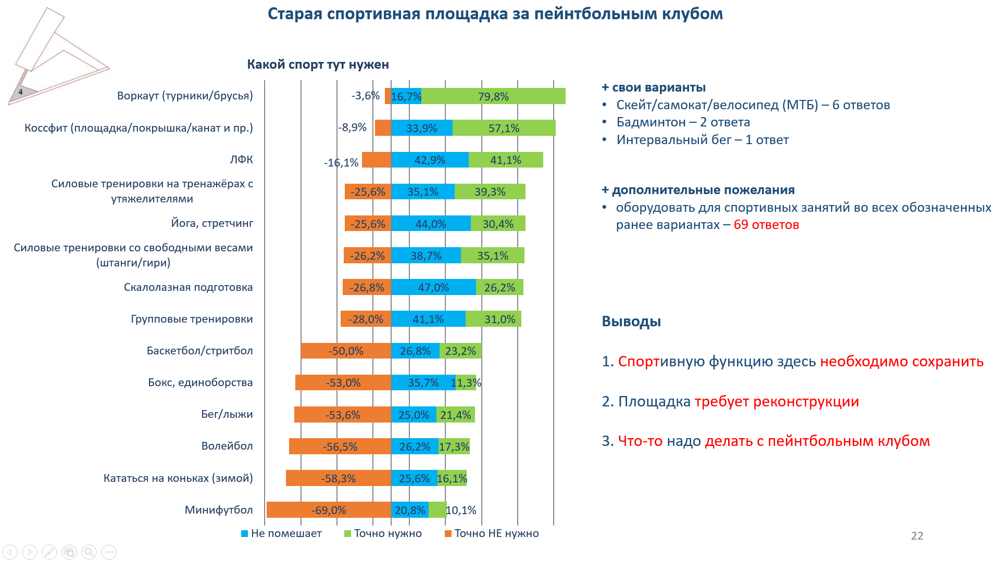 Старая спортивная площадка за пейнтбольным клубом
4
Какой спорт тут нужен
Воркаут (турники/брусья)
-3,6%
16,7%
79,8%
Коссфит (площадка/покрышка/канат и пр.)
-8,9%
33,9%
57,1%
ЛФК
-16,1%
42,9%
41,1%
Силовые тренировки на тренажёрах с
утяжелителями
-25,6%
35,1%
39,3%
Йога, стретчинг
-25,6%
44,0%
30,4%
Силовые тренировки со свободными весами
(штанги/гири)
-26,2%
38,7%
35,1%
Скалолазная подготовка
-26,8%
47,0%
26,2%
Групповые тренировки
-28,0%
41,1%
31,0%
Баскетбол/стритбол
-50,0%
26,8%
23,2%
Бокс, единоборства
-53,0%
35,7%
11,3%
Бег/лыжи
-53,6%
25,0%
21,4%
Волейбол
-56,5%
26,2%
17,3%
Кататься на коньках (зимой)
-58,3%
25,6%
16,1%
Минифутбол
-69,0%
20,8%
10,1%
Не помешает
Точно нужно
Точно НЕ нужно
+ свои варианты
• Скейт/самокат/велосипед (МТБ) – 6 ответов
• Бадминтон – 2 ответа
• Интервальный бег – 1 ответ
+ дополнительные пожелания
• оборудовать для спортивных занятий во всех обозначенных
ранее вариантах – 69 ответов
Выводы
1. Спортивную функцию здесь необходимо сохранить
2. Площадка требует реконструкции
3. Что-то надо делать с пейнтбольным клубом
22